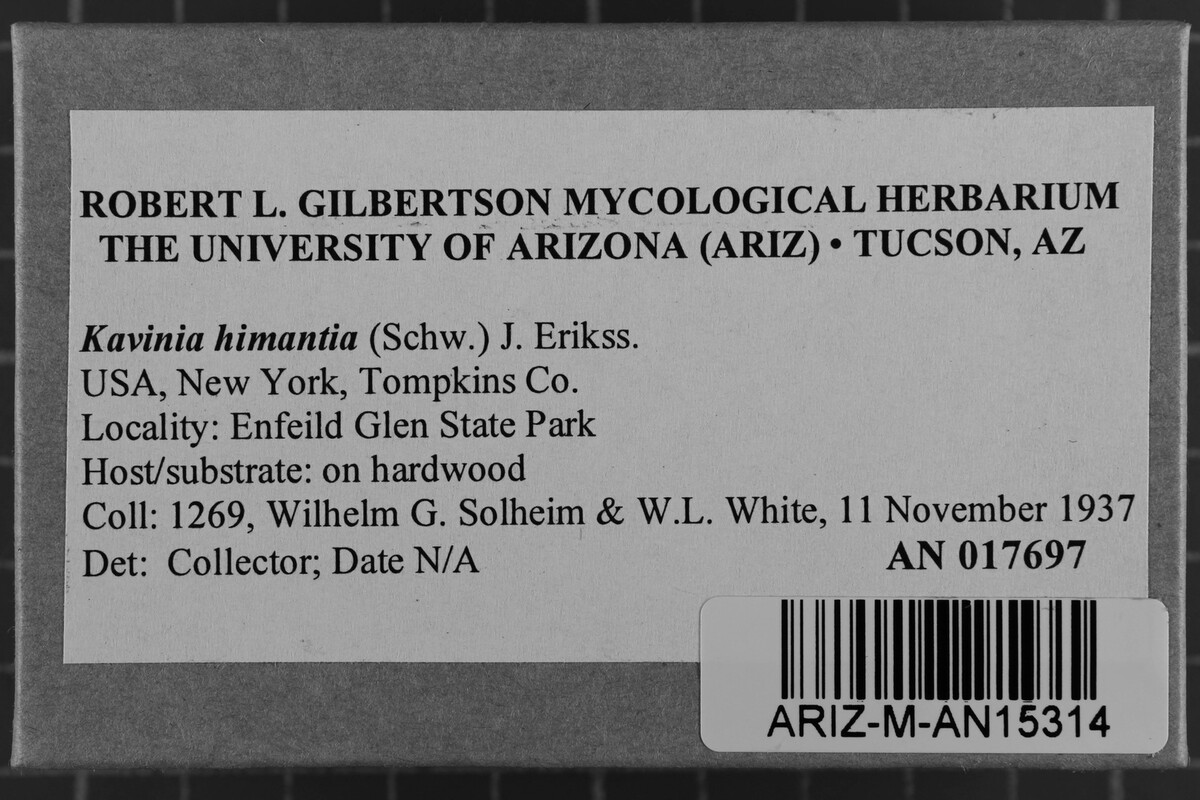 ROBERT L. GILBERTSON MYCOLOGICAL HERBARIUM
THE UNIVERSITY OF ARIZONA (ARIZ) • TUCSON, AZ
Kavinia himantia (Schw.) J. Erikss.
USA, New York, Tompkins Co.
Locality: Enfeild Glen State Park
Host/substrate: on hardwood
Coll: 1269, Wilhelm G. Solheim & W.L. White, 11 November 1937
Det: Collector; Date N/A
AN 017697
ARIZ-M-AN15314